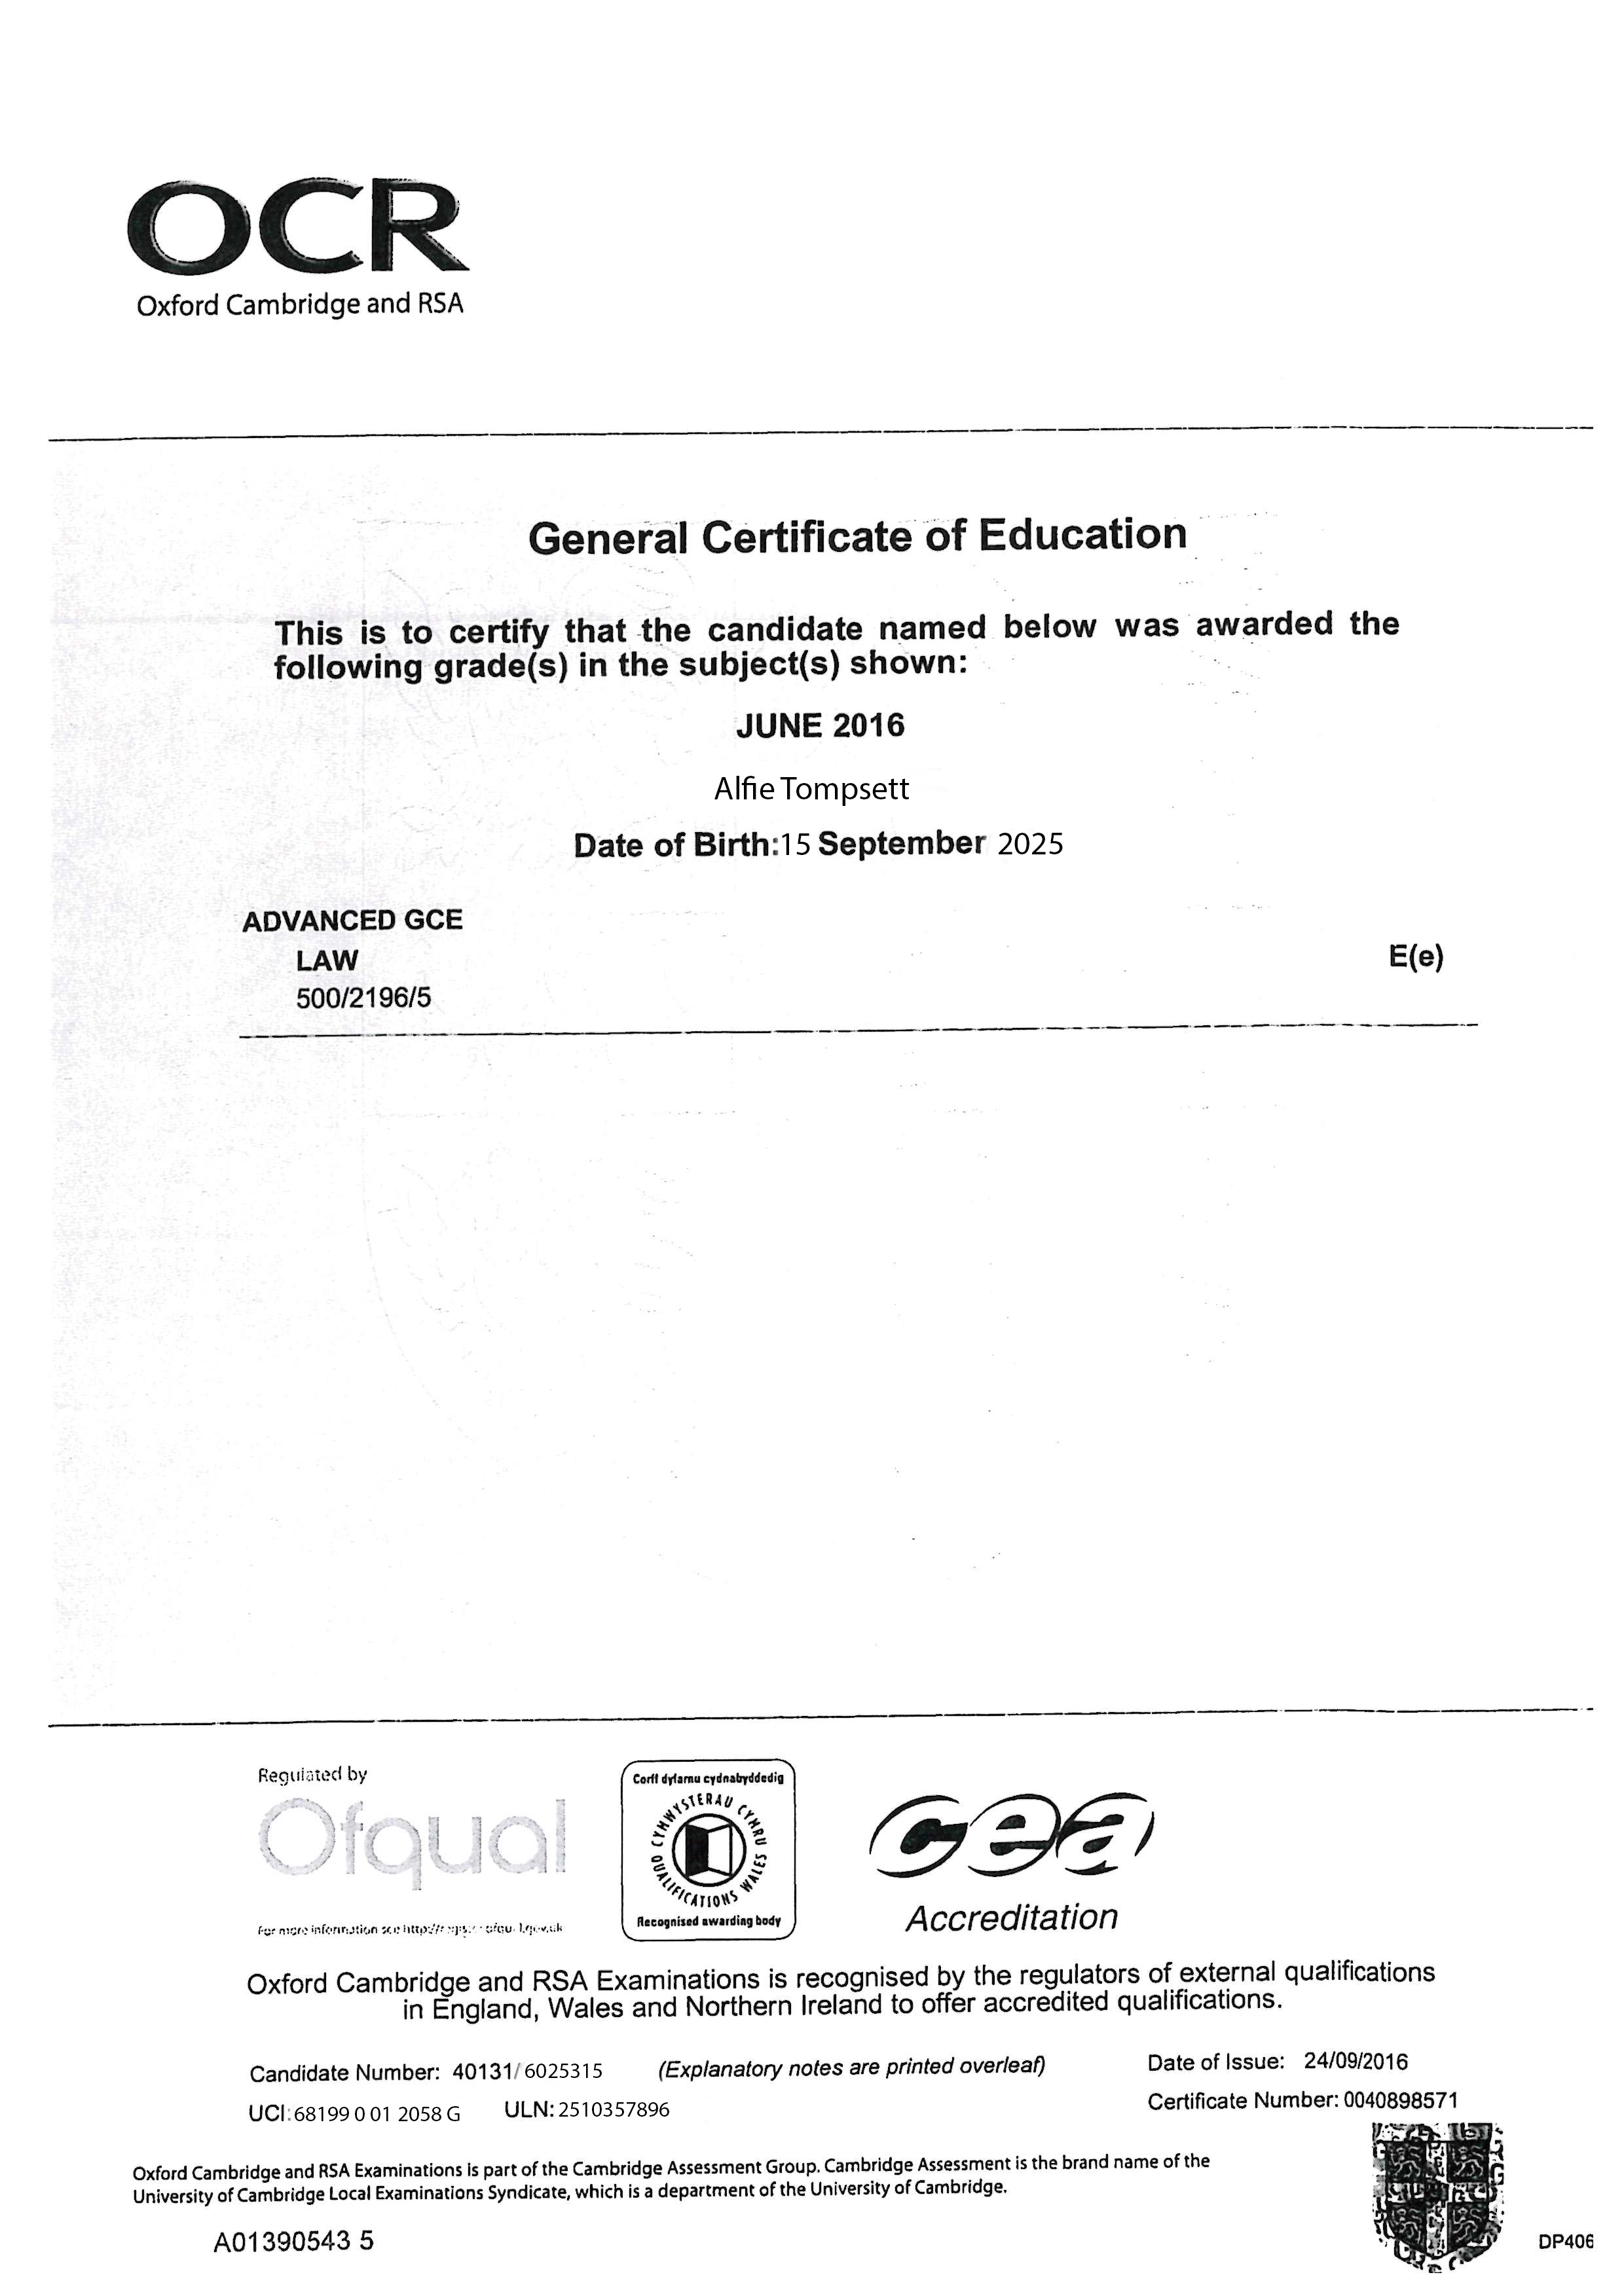 OCR
Oxford Cambridge and RSA
General Certificate of Education
This is to certify that the candidate named below was awarded the
following grade(s) in the subject(s) shown:
JUNE 2016
Alfie Tompsett
Date of Birth:15 September 2025
ADVANCED GCE
LAW E(e)
500/2196/5
Regulated by
Ofqual
For more information see
Corff dyfarnu cydnabyddedig
CYMWYSTERAU CYMRU
QUALIFICATIONS WALES
Recognised awarding body
cea
Accreditation
Oxford Cambridge and RSA Examinations is recognised by the regulators of external qualifications
in England, Wales and Northern Ireland to offer accredited qualifications.
Candidate Number: 40131/6025315 (Explanatory notes are printed overleaf) Date of Issue: 24/09/2016
UCI:68199 0 01 2058 G ULN:2510357896 Certificate Number:0040898571
Oxford Cambridge and RSA Examinations is part of the Cambridge Assessment Group. Cambridge Assessment is the brand name of the
University of Cambridge Local Examinations Syndicate, which is a department of the University of Cambridge.
A01390543 5
DP406